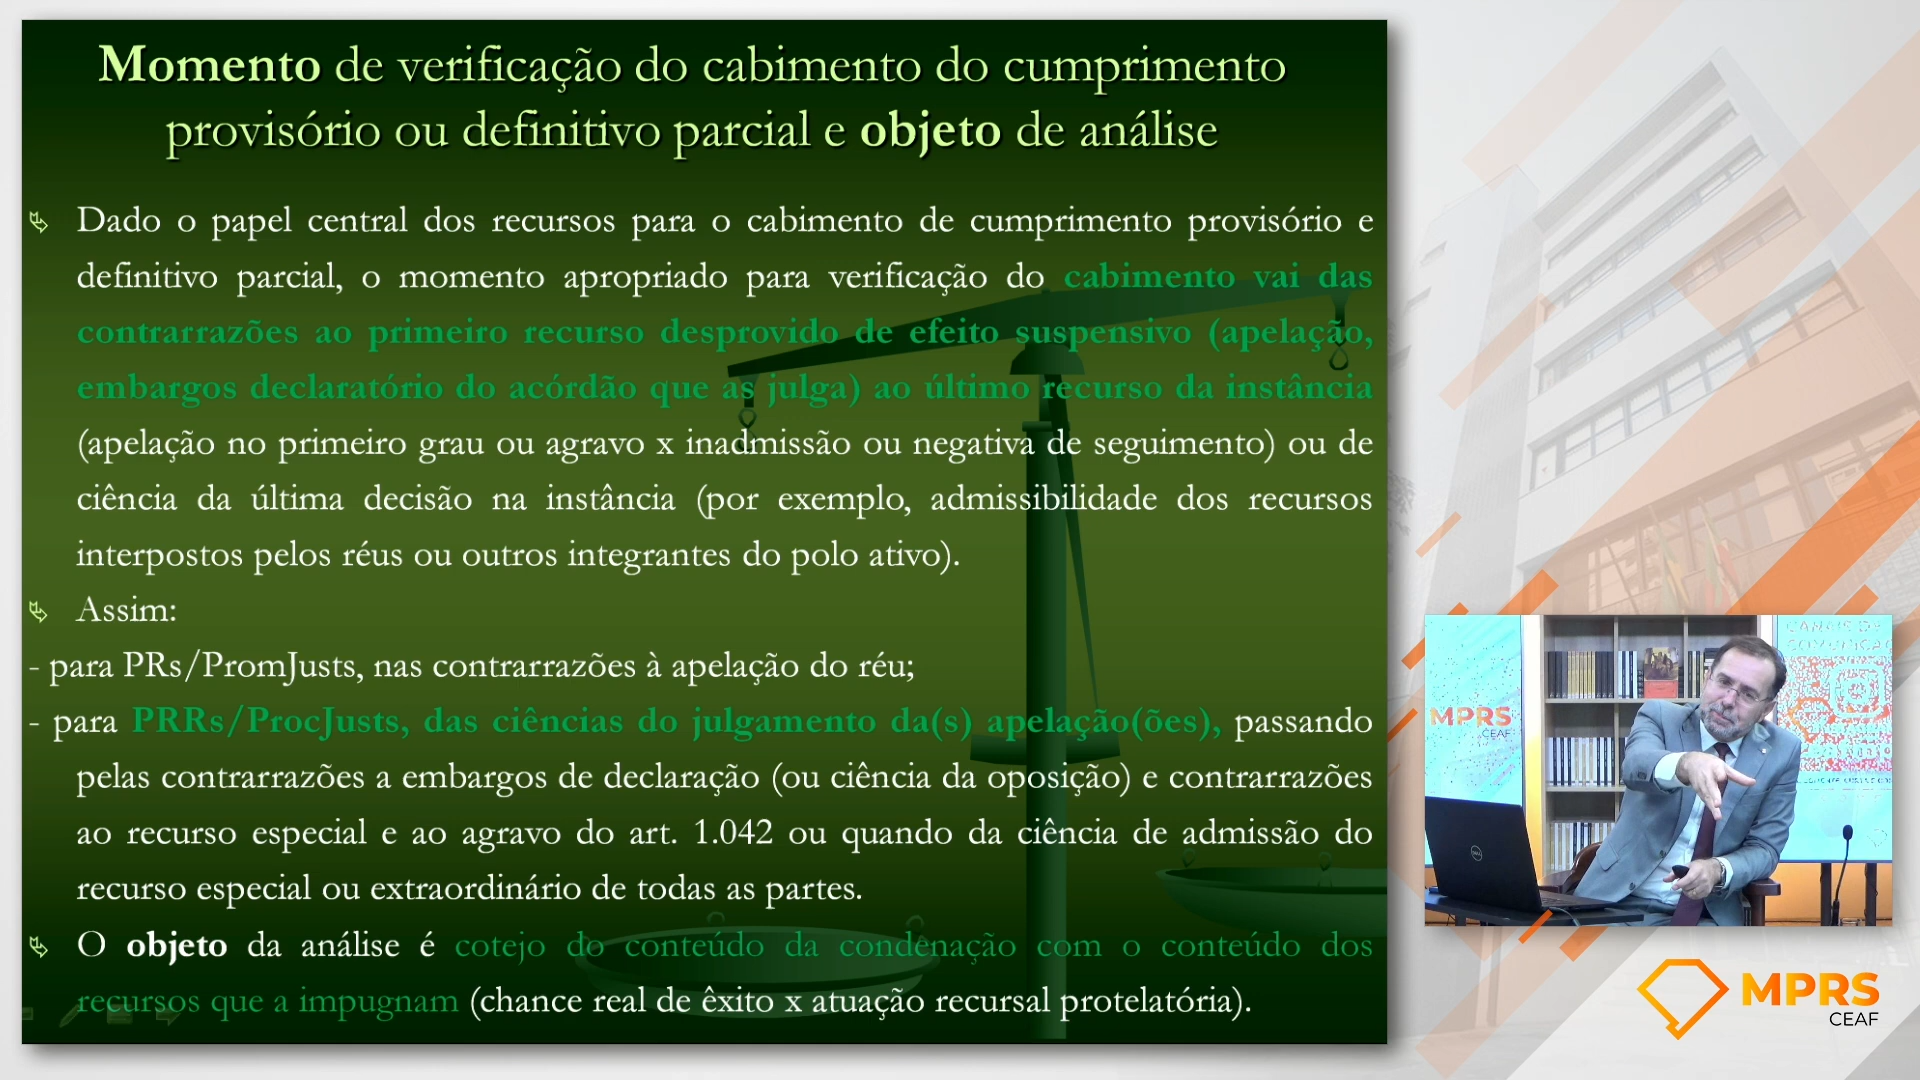 Momento de verificação do cabimento do cumprimento
provisório ou definitivo parcial e objeto de análise
Dado o papel central dos recursos para o cabimento de cumprimento provisório e
definitivo parcial, o momento apropriado para verificação do cabimento vai das
contrarrazões ao primeiro recurso desprovido de efeito suspensivo (apelação,
embargos declaratório do acórdão que as julga) ao último recurso da instância
(apelação no primeiro grau ou agravo x inadmissão ou negativa de seguimento) ou de
ciência da última decisão na instância (por exemplo, admissibilidade dos recursos
interpostos pelos réus ou outros integrantes do polo ativo).
Assim:
- para PRs/PromJusts, nas contrarrazões à apelação do réu;
- para PRRs/ProcJusts, das ciências do julgamento da(s) apelação(ões), passando
pelas contrarrazões a embargos de declaração (ou ciência da oposição) e contrarrazões
ao recurso especial e ao agravo do art. 1.042 ou quando da ciência de admissão do
recurso especial ou extraordinário de todas as partes.
O objeto da análise é cotejo do conteúdo da condenação com o conteúdo dos
recursos que a impugnam (chance real de êxito x atuação recursal protelatória).
CANAIS DE
COMUNICAÇÃO
MPRS
CEAF
DELL
MPRS
CEAF